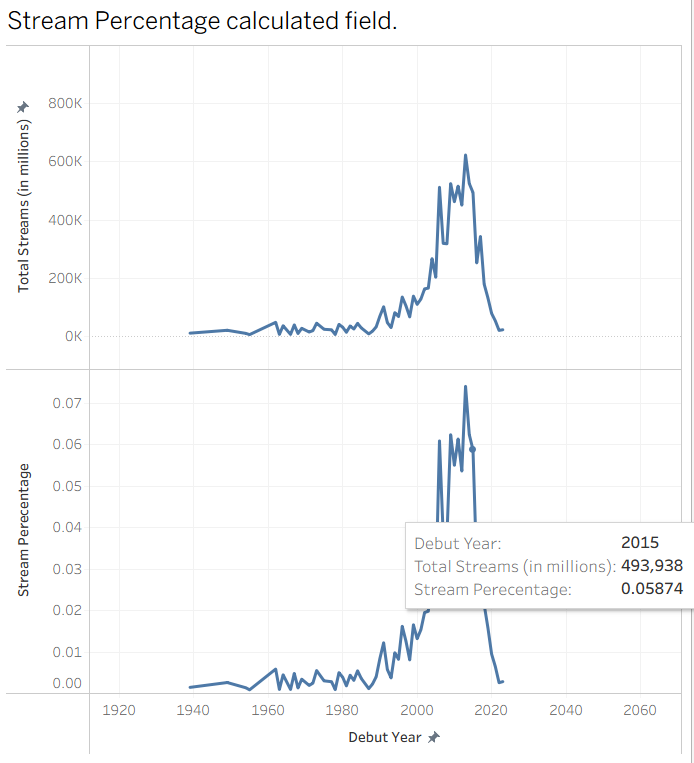 Stream Percentage calculated field.
Total Streams (in millions)
800K
600K
400K
200K
0K
Stream Perecentage
0.07
0.06
0.05
0.04
0.03
0.02
0.01
0.00
Debut Year: 2015
Total Streams (in millions): 493,938
Stream Perecentage: 0.05874
1920 1940 1960 1980 2000 2020 2040 2060
Debut Year